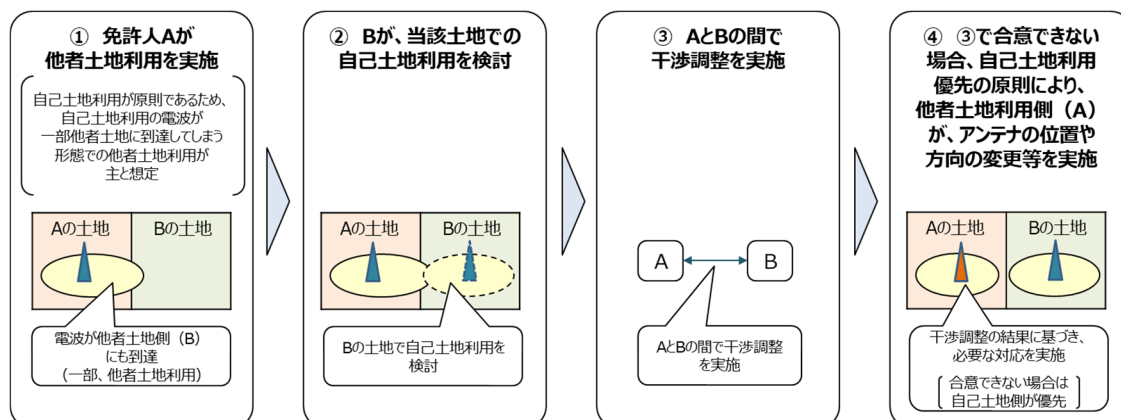 ① 免許人Aが
他者土地利用を実施
自己土地利用が原則であるため、
自己土地利用の電波が
一部他者土地に到達してしまう
形態での他者土地利用が
主と想定
Aの土地
Bの土地
電波が他者土地側（B）
にも到達
（一部、他者土地利用）
② Bが、当該土地での
自己土地利用を検討
Aの土地
Bの土地
Bの土地で自己土地利用を
検討
③ AとBの間で
干渉調整を実施
A
B
AとBの間で干渉調整
を実施
④ ③で合意できない
場合、自己土地利用
優先の原則により、
他者土地利用側（A）
が、アンテナの位置や
方向の変更等を実施
Aの土地
Bの土地
干渉調整の結果に基づき、
必要な対応を実施
合意できない場合は
自己土地側が優先